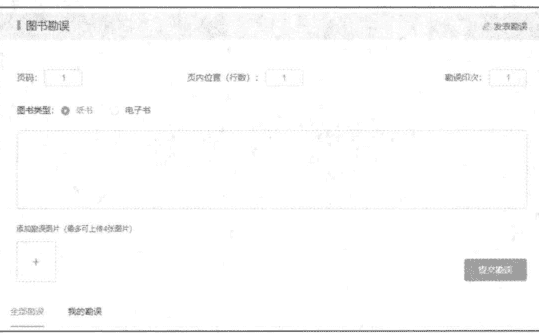 图书勘误
发表勘误
页码: 1
页内位置（行数）: 1
勘误印次: 1
图书类型: 纸书 电子书
添加勘误图片（最多可上传4张图片）
+
提交勘误
全部勘误 我的勘误